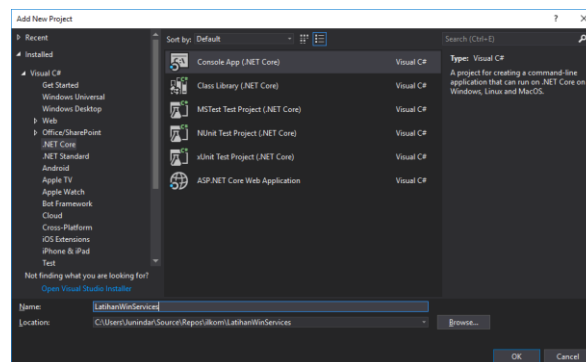 Add New Project
? ×
Recent
Installed
Visual C#
Get Started
Windows Universal
Windows Desktop
Web
Office/SharePoint
.NET Core
.NET Standard
Android
Apple TV
Apple Watch
Bot Framework
Cloud
Cross-Platform
iOS Extensions
iPhone & iPad
Test
Not finding what you are looking for?
Open Visual Studio Installer
Sort by: Default
Console App (.NET Core) Visual C#
Class Library (.NET Core) Visual C#
MSTest Test Project (.NET Core) Visual C#
NUnit Test Project (.NET Core) Visual C#
xUnit Test Project (.NET Core) Visual C#
ASP.NET Core Web Application Visual C#
Search (Ctrl+E)
Type: Visual C#
A project for creating a command-line
application that can run on .NET Core on
Windows, Linux and MacOS.
Name: LatihanWinServices
Location: C:\Users\Junindar\Source\Repos\ilkom\LatihanWinServices
Browse...
OK Cancel